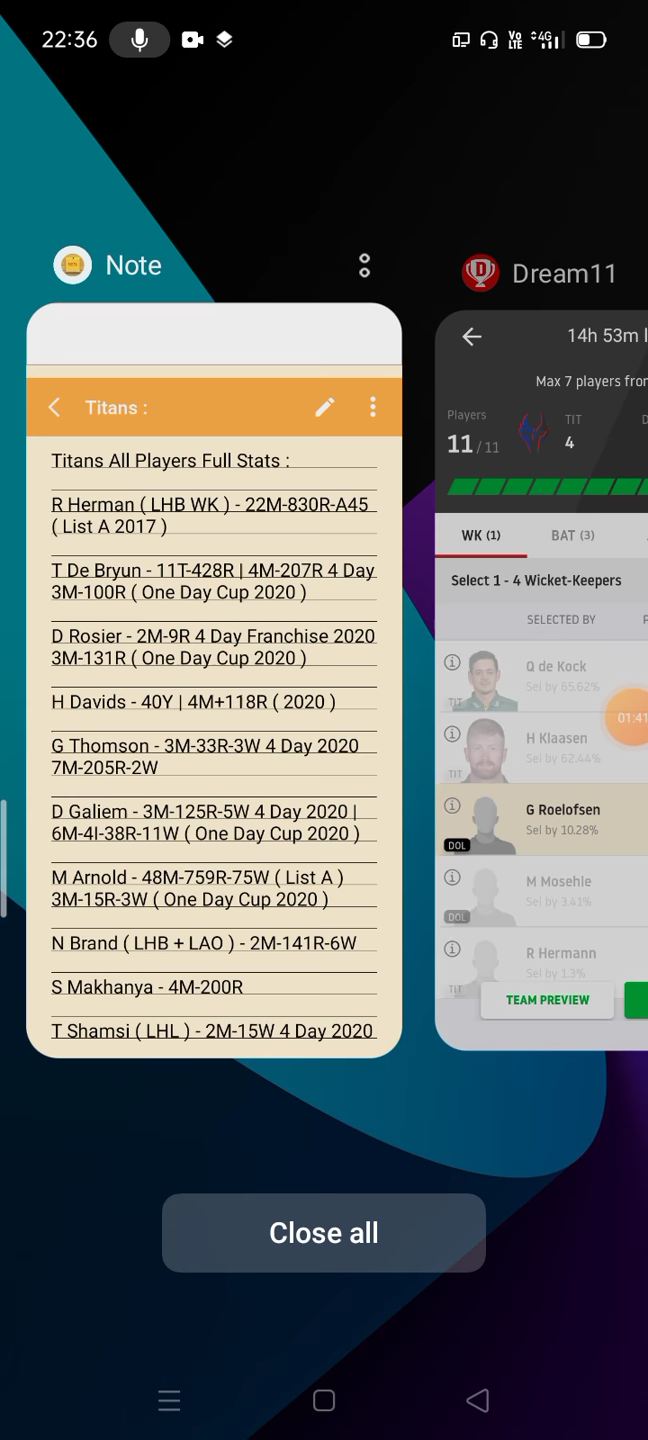 22:36
Vo LTE 4G
Note
Titans :
Titans All Players Full Stats :
R Herman ( LHB WK ) - 22M-830R-A45
( List A 2017 )
T De Bryun - 11T-428R | 4M-207R 4 Day
3M-100R ( One Day Cup 2020 )
D Rosier - 2M-9R 4 Day Franchise 2020
3M-131R ( One Day Cup 2020 )
H Davids - 40Y | 4M+118R ( 2020 )
G Thomson - 3M-33R-3W 4 Day 2020
7M-205R-2W
D Galiem - 3M-125R-5W 4 Day 2020 |
6M-4I-38R-11W ( One Day Cup 2020 )
M Arnold - 48M-759R-75W ( List A )
3M-15R-3W ( One Day Cup 2020 )
N Brand ( LHB + LAO ) - 2M-141R-6W
S Makhanya - 4M-200R
T Shamsi ( LHL ) - 2M-15W 4 Day 2020
Dream11
14h 53m l
Max 7 players from
Players
11 / 11
TIT
4
D
WK (1)
BAT (3)
Select 1 - 4 Wicket-Keepers
SELECTED BY
P
Q de Kock
Sel by 65.62%
TIT
01:41
H Klaasen
Sel by 62.44%
TIT
G Roelofsen
Sel by 10.28%
DOL
M Mosehle
Sel by 3.41%
DOL
R Hermann
Sel by 1.3%
TIT
TEAM PREVIEW
Close all